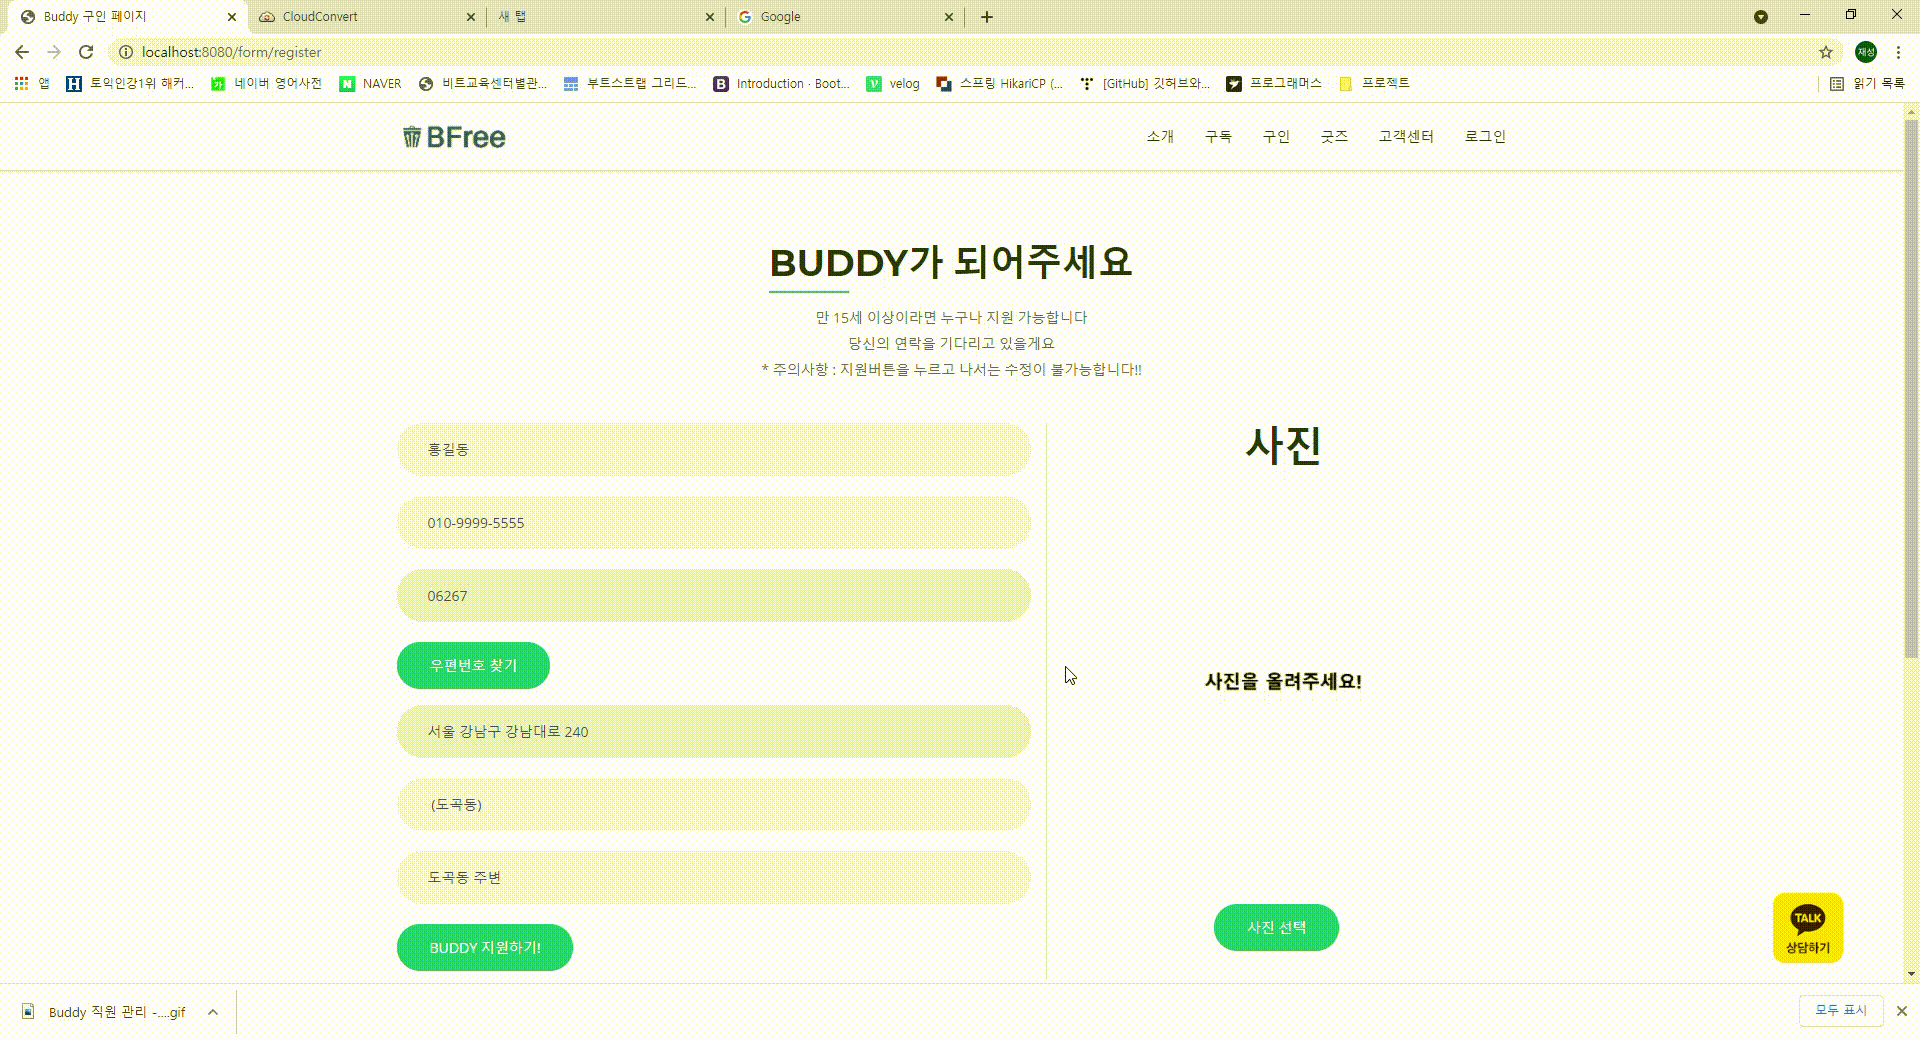 Buddy 구인 페이지
CloudConvert
새 탭
Google
localhost:8080/form/register
재성
앱
토익인강1위 해커...
네이버 영어사전
NAVER
비트교육센터별관...
부트스트랩 그리드...
Introduction · Boot...
velog
스프링 HikariCP (...
[GitHub] 깃허브와...
프로그래머스
프로젝트
읽기 목록
BFree
소개
구독
구인
굿즈
고객센터
로그인
BUDDY가 되어주세요
만 15세 이상이라면 누구나 지원 가능합니다
당신의 연락을 기다리고 있을게요
* 주의사항 : 지원버튼을 누르고 나서는 수정이 불가능합니다!!
홍길동
010-9999-5555
06267
우편번호 찾기
서울 강남구 강남대로 240
(도곡동)
도곡동 주변
BUDDY 지원하기!
사진
사진을 올려주세요!
사진 선택
TALK
상담하기
Buddy 직원 관리 -....gif
모두 표시